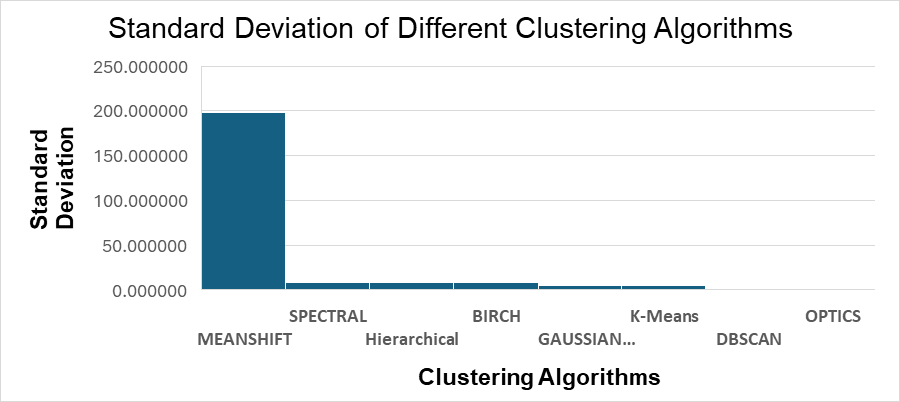 Standard Deviation of Different Clustering Algorithms
250.000000
200.000000
150.000000
100.000000
50.000000
0.000000
Standard
Deviation
SPECTRAL BIRCH K-Means OPTICS
MEANSHIFT Hierarchical GAUSSIAN... DBSCAN
Clustering Algorithms